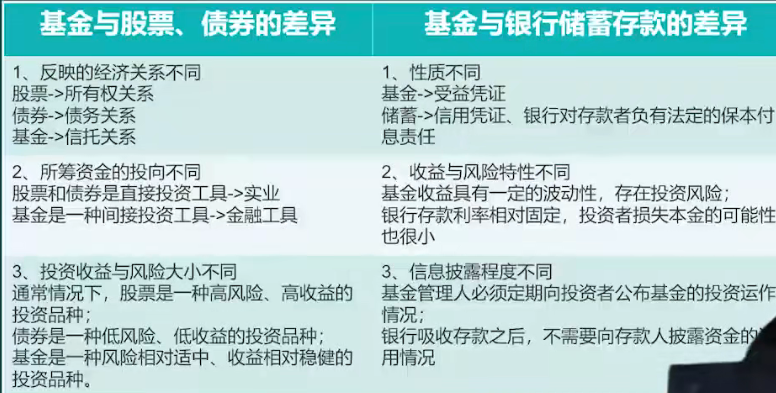 基金与股票、债券的差异
1、反映的经济关系不同
股票->所有权关系
债券->债务关系
基金->信托关系
2、所筹资金的投向不同
股票和债券是直接投资工具->实业
基金是一种间接投资工具->金融工具
3、投资收益与风险大小不同
通常情况下，股票是一种高风险、高收益的
投资品种；
债券是一种低风险、低收益的投资品种；
基金是一种风险相对适中、收益相对稳健的
投资品种。
基金与银行储蓄存款的差异
1、性质不同
基金->受益凭证
储蓄->信用凭证、银行对存款者负有法定的保本付
息责任
2、收益与风险特性不同
基金收益具有一定的波动性，存在投资风险；
银行存款利率相对固定，投资者损失本金的可能性
也很小
3、信息披露程度不同
基金管理人必须定期向投资者公布基金的投资运作
情况；
银行吸收存款之后，不需要向存款人披露资金的
用情况